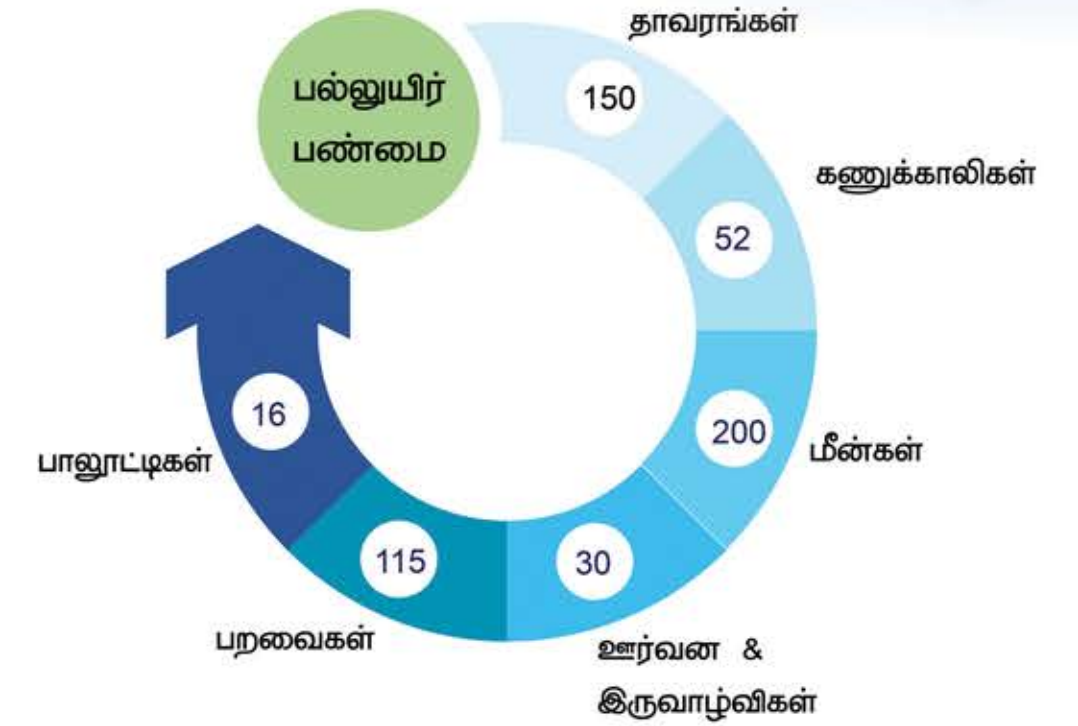 பல்லுயிர்
பண்மை
தாவரங்கள்
150
கணுக்காலிகள்
52
மீன்கள்
200
ஊர்வன &
இருவாழ்விகள்
30
பறவைகள்
115
பாலூட்டிகள்
16